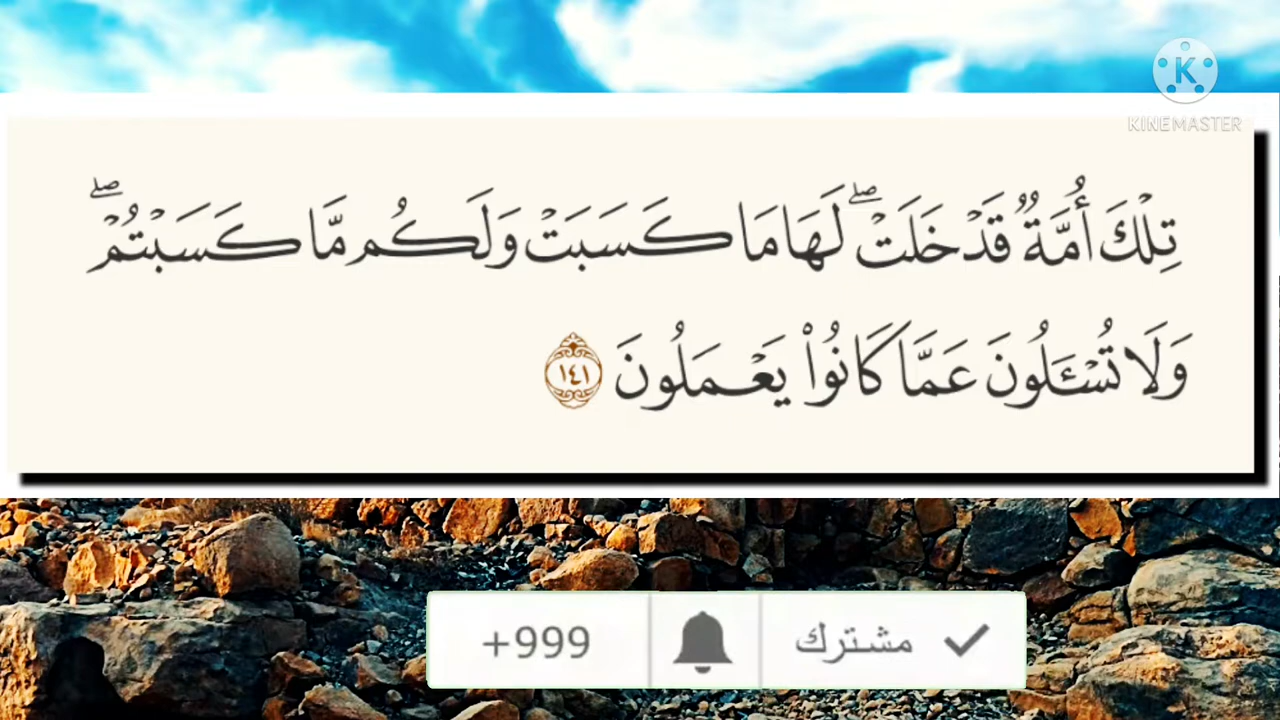 KINEMASTER
تِلْكَ أُمَّةٌ قَدْ خَلَتْ ۖ لَهَا مَا كَسَبَتْ وَلَكُم مَّا كَسَبْتُمْ ۖ
وَلَا تُسْـَٔلُونَ عَمَّا كَانُوا۟ يَعْمَلُونَ ١٤١
+999 مشترك